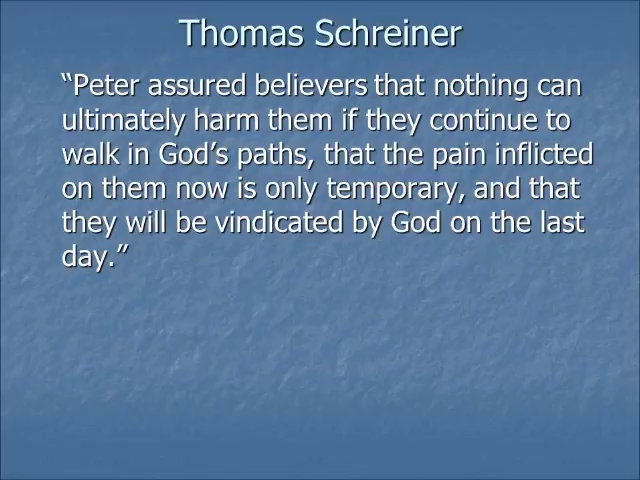 Thomas Schreiner
“Peter assured believers that nothing can
ultimately harm them if they continue to
walk in God’s paths, that the pain inflicted
on them now is only temporary, and that
they will be vindicated by God on the last
day.”